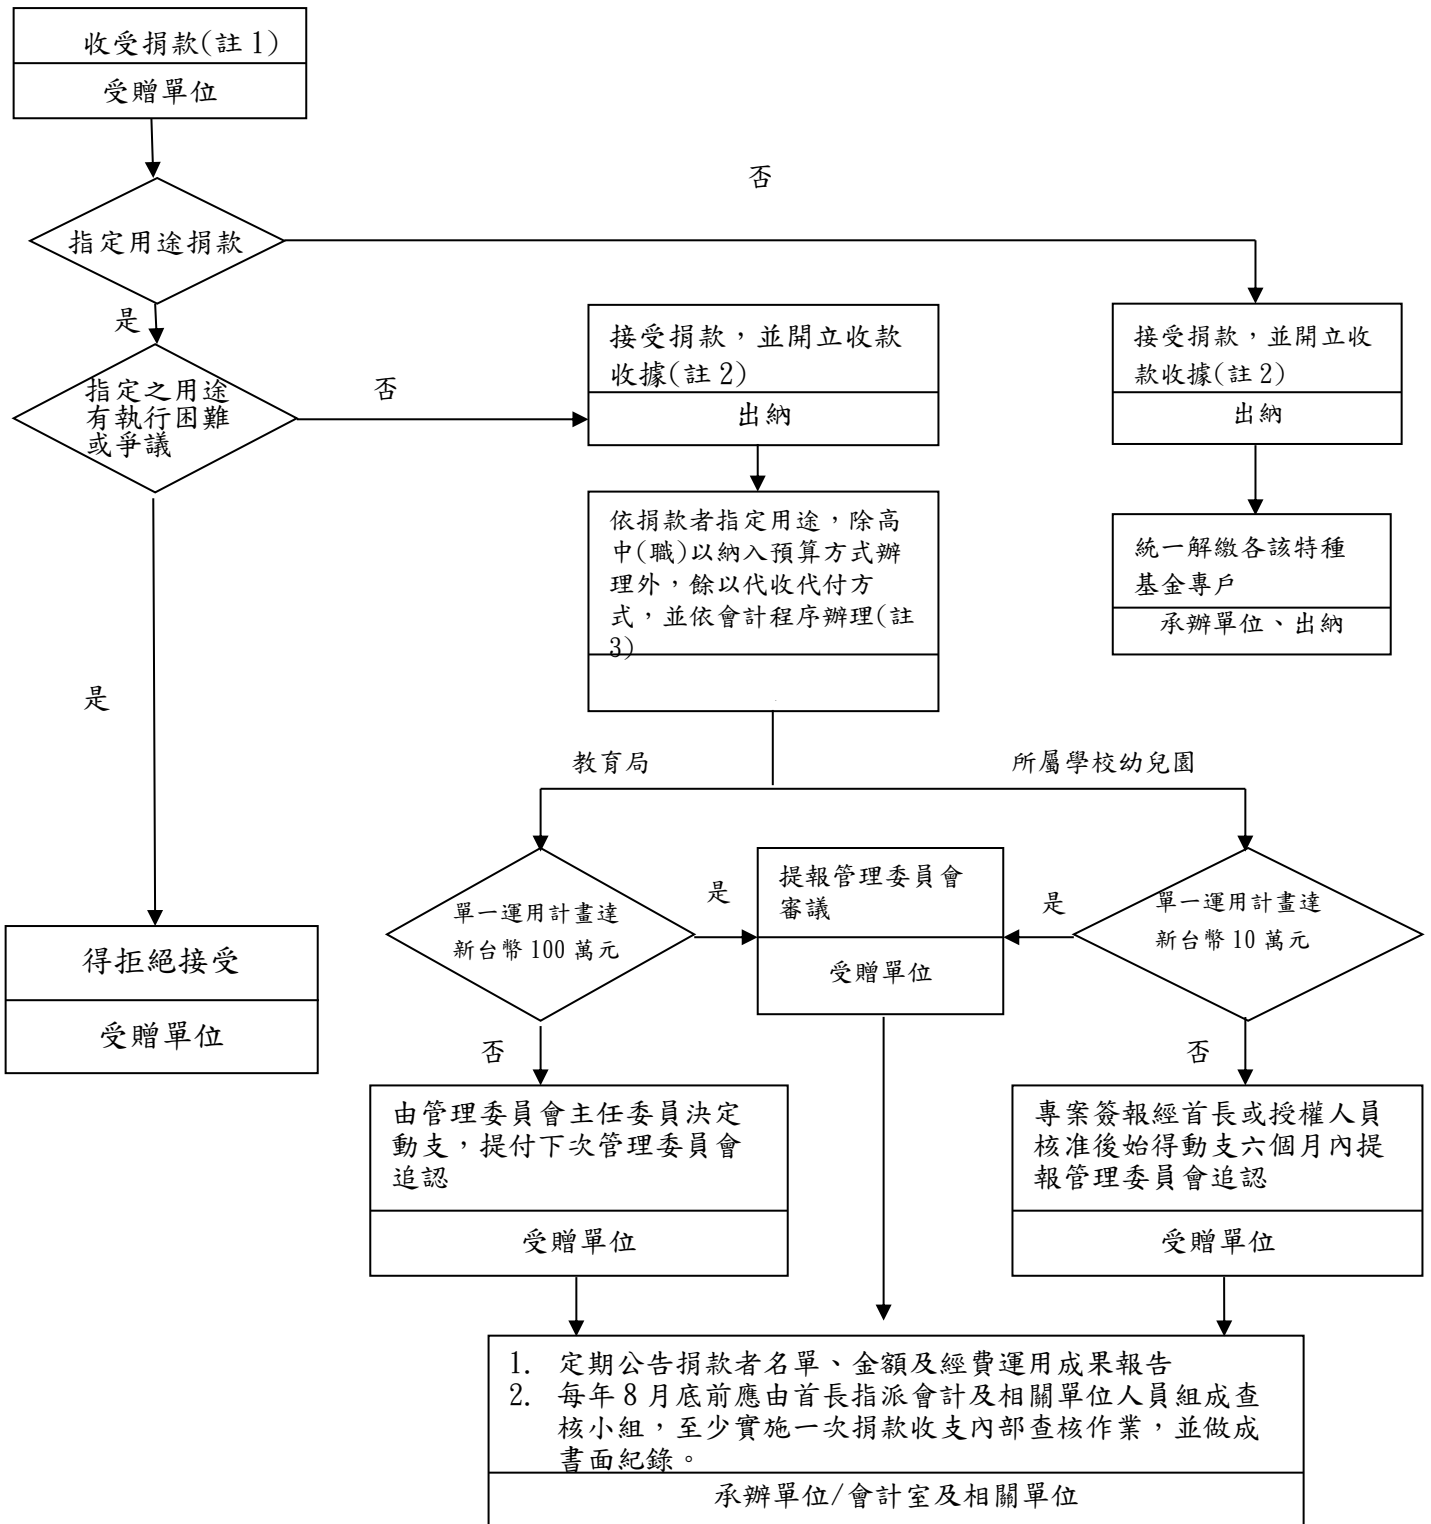 收受捐款(註1)
受贈單位
否
指定用途捐款
是
指定之用途
有執行困難
或爭議
否
接受捐款，並開立收款
收據(註2)
出納
接受捐款，並開立收
款收據(註2)
出納
依捐款者指定用途，除高
中(職)以納入預算方式辦
理外，餘以代收代付方
式，並依會計程序辦理(註
3)
統一解繳各該特種
基金專戶
承辦單位、出納
是
教育局
所屬學校幼兒園
單一運用計畫達
新台幣100萬元
是
提報管理委員會
審議
受贈單位
是
單一運用計畫達
新台幣10萬元
得拒絕接受
受贈單位
否
否
由管理委員會主任委員決定
動支，提付下次管理委員會
追認
受贈單位
專案簽報經首長或授權人員
核准後始得動支六個月內提
報管理委員會追認
受贈單位
1. 定期公告捐款者名單、金額及經費運用成果報告
2. 每年8月底前應由首長指派會計及相關單位人員組成查
核小組，至少實施一次捐款收支內部查核作業，並做成
書面紀錄。
承辦單位/會計室及相關單位